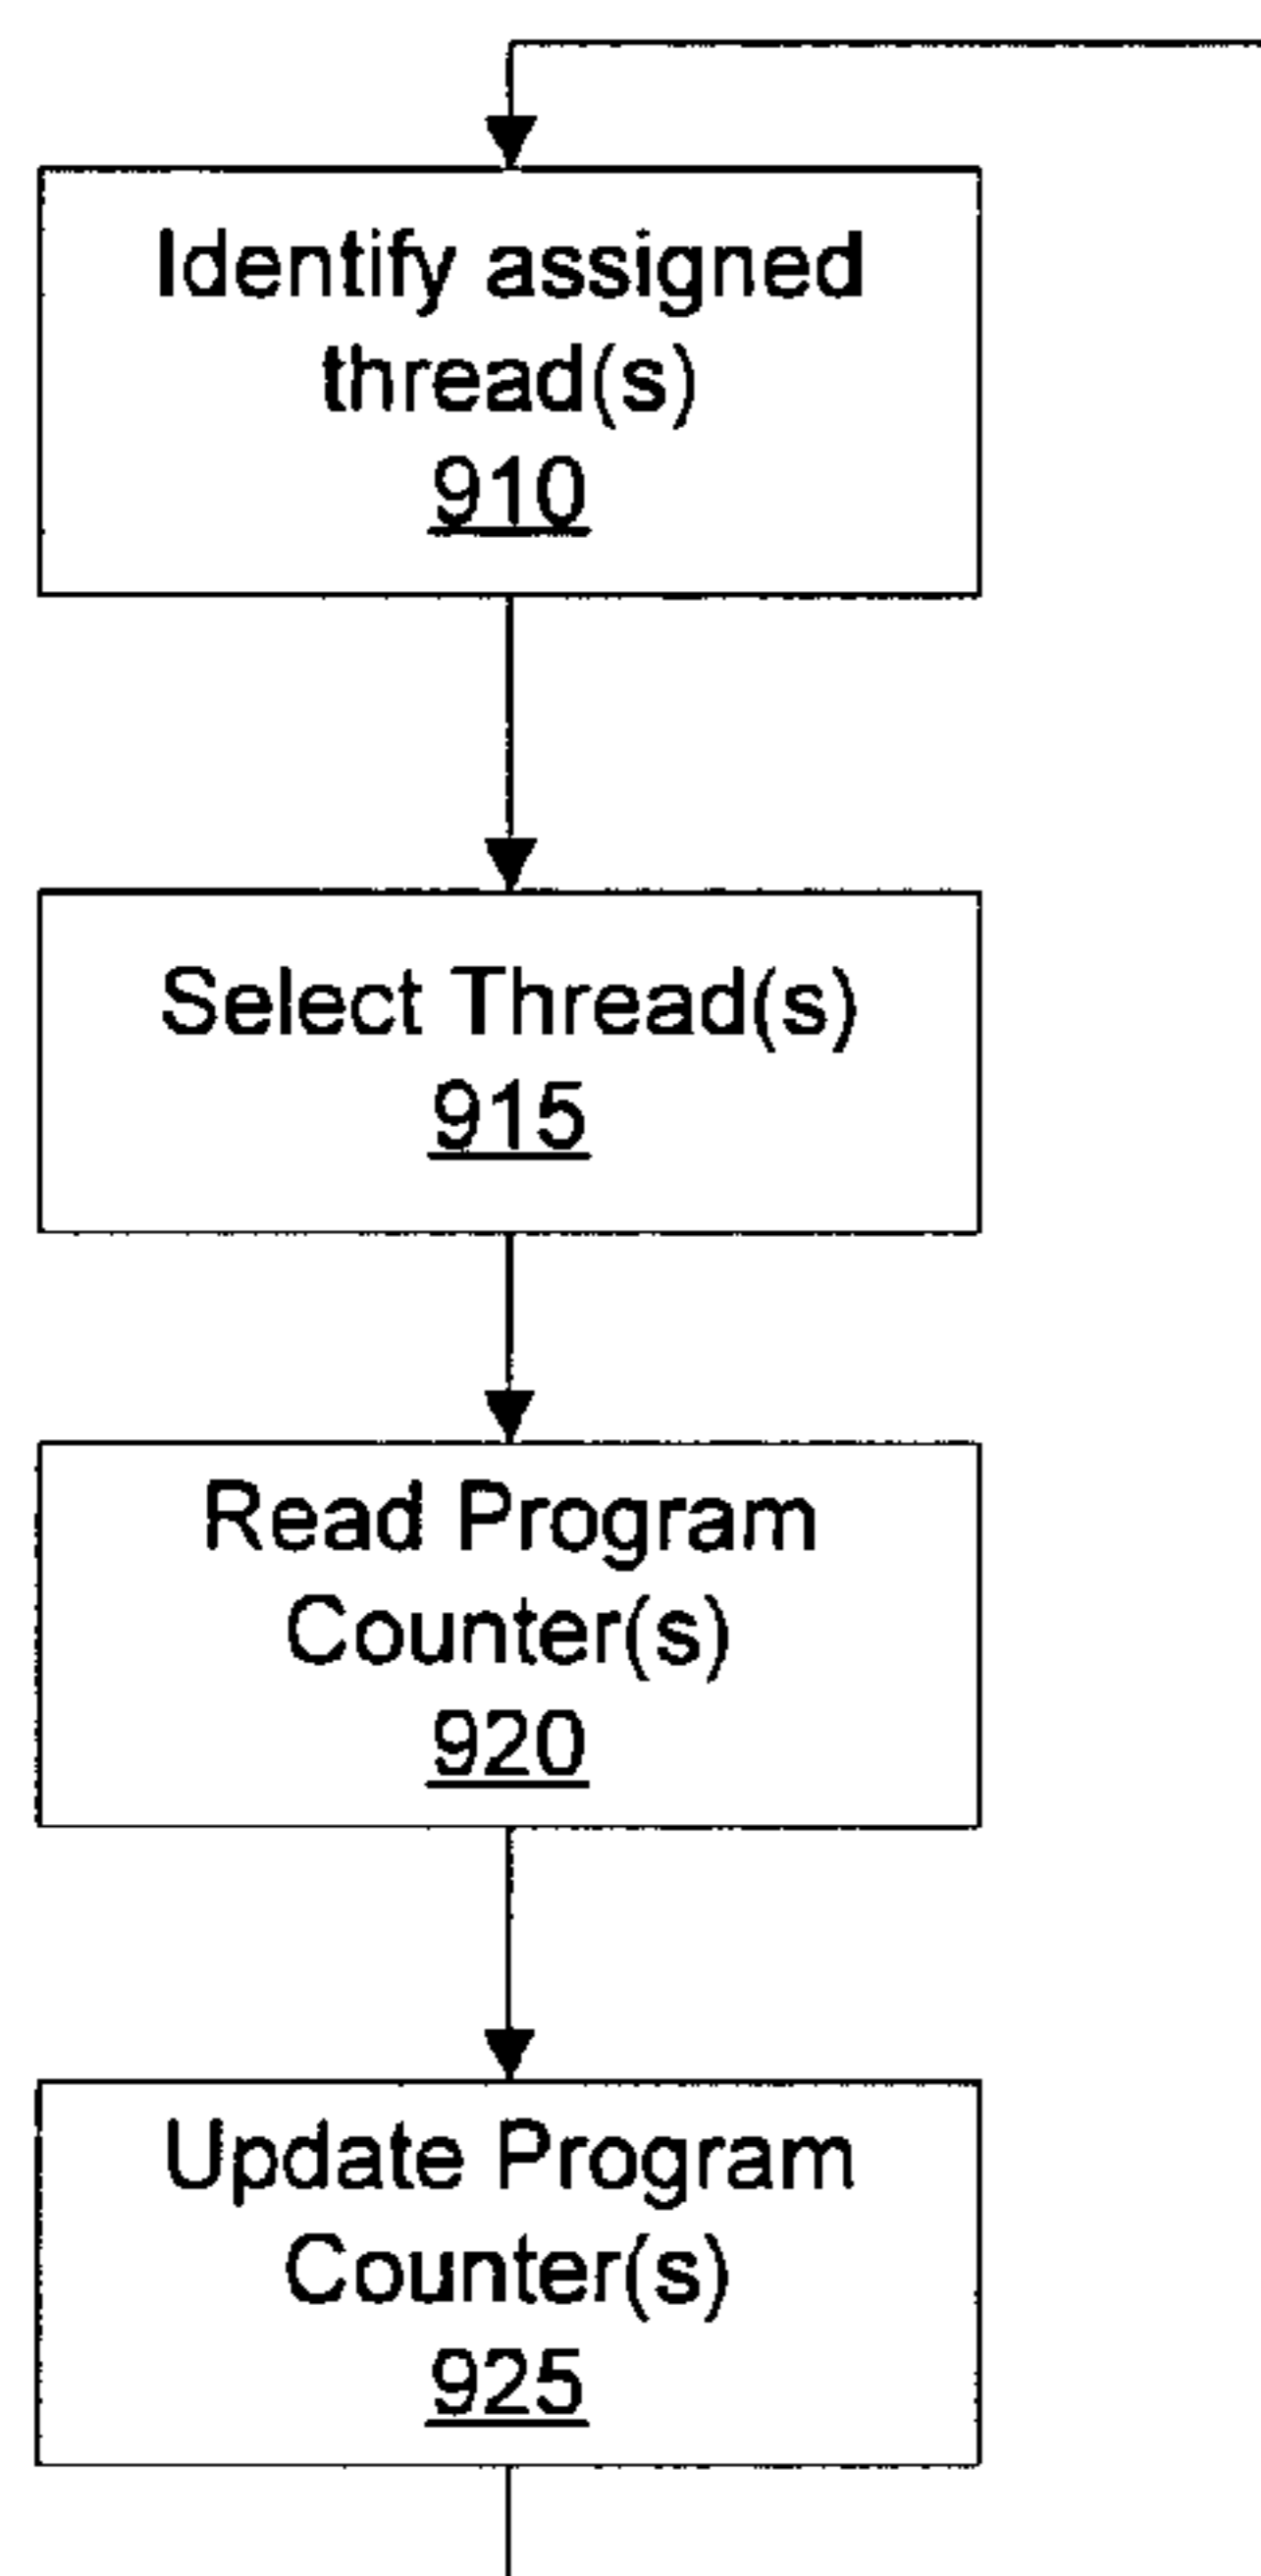 Identify assigned
thread(s)
910
Select Thread(s)
915
Read Program
Counter(s)
920
Update Program
Counter(s)
925